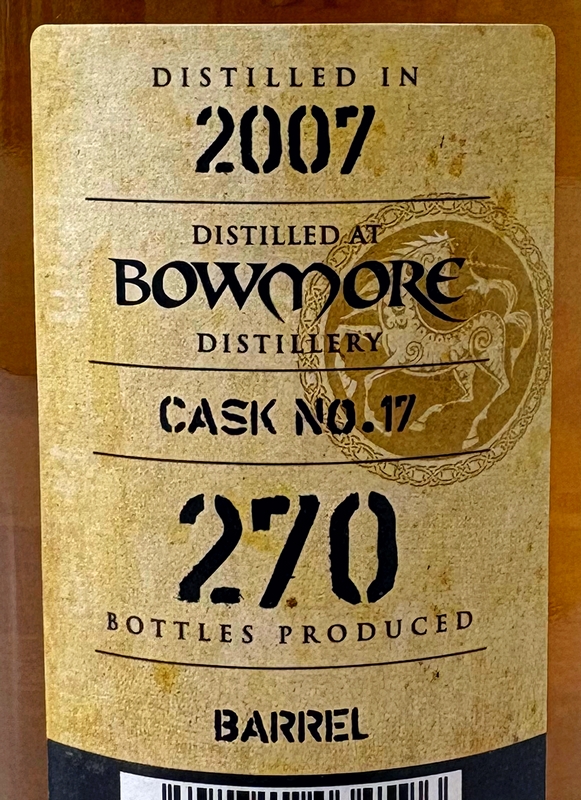 DISTILLED IN
2007
DISTILLED AT
BOWMORE
DISTILLERY
CASK NO.17
270
BOTTLES PRODUCED
BARREL